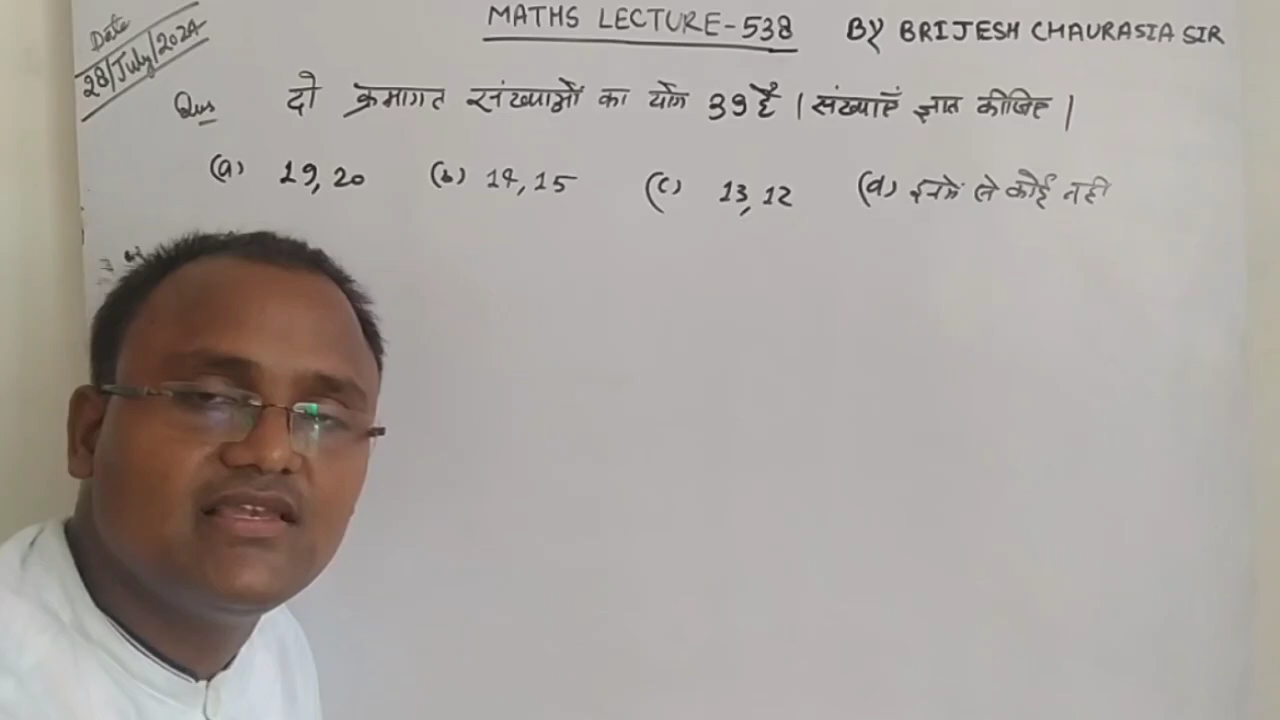 MATHS LECTURE-538 BY BRIJESH CHAURASIA SIR
Date
28/July/2024
Qus दो क्रमागत संख्याओं का योग 39 है। संख्याएँ ज्ञात कीजिए।
(a) 19, 20 (b) 14, 15 (c) 13, 12 (d) इनमें से कोई नही